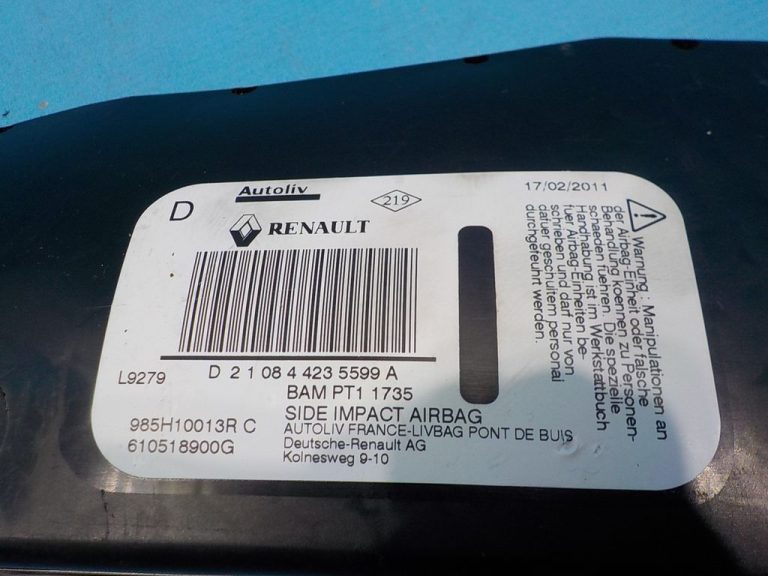 Autoliv
D
219
RENAULT
D 2 1 08 4 423 5599 A
L9279
BAM PT1 1735
985H10013R C
SIDE IMPACT AIRBAG
610518900G
AUTOLIV FRANCE-LIVBAG PONT DE BUIS
Deutsche-Renault AG
Kolnesweg 9-10
17/02/2011
Warnung : Manipulationen an
der Airbag-Einheit oder falsche
Behandlung koennen zu Personen-
schaeden fuehren. Die spezielle
Handhabung ist im Werkstattbuch
fuer Airbag-Einheiten be-
schrieben und darf nur von
dafuer geschultem personal
durchgefeuhrt werden.